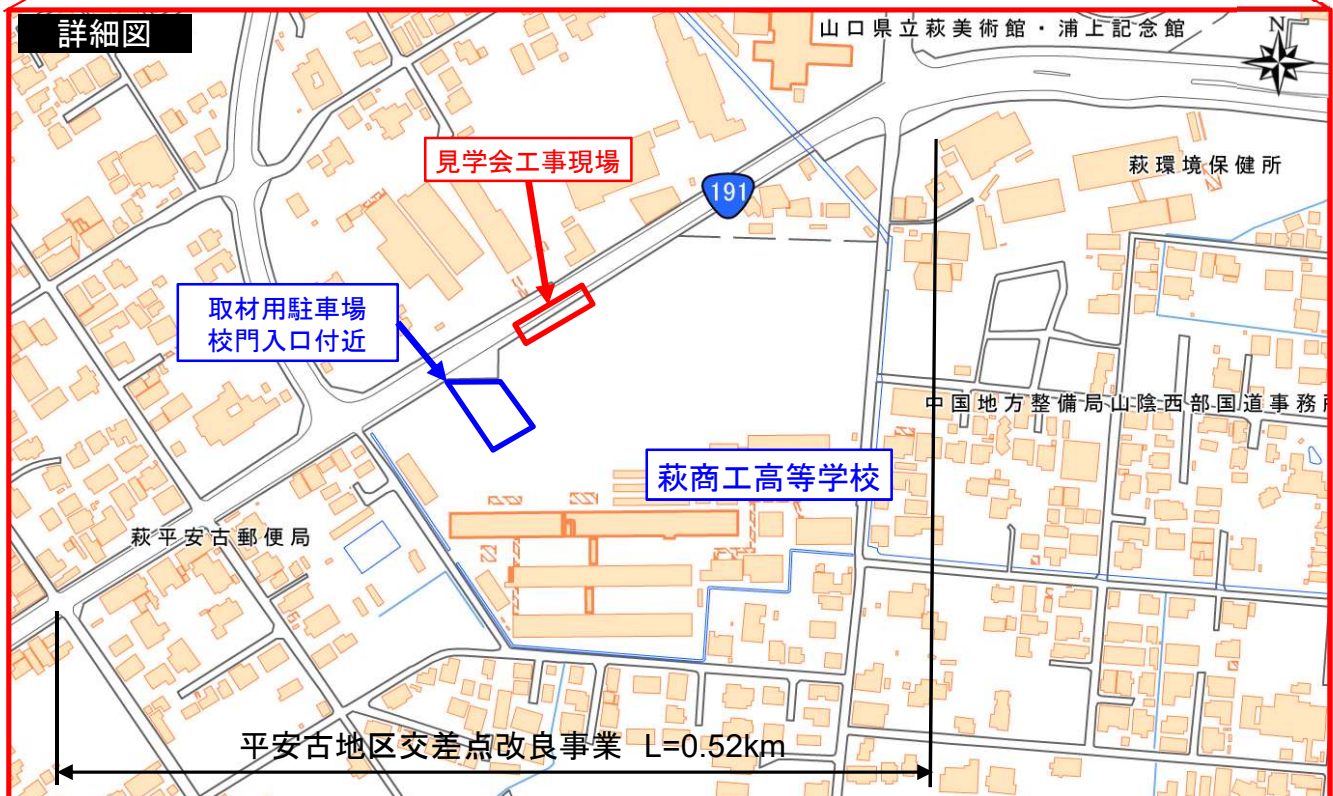 詳細図
山口県立萩美術館・浦上記念館
N
見学会工事現場
萩環境保健所
191
取材用駐車場
校門入口付近
中国地方整備局山陰西部国道事務
萩商工高等学校
萩平安古郵便局
平安古地区交差点改良事業 L=0.52km